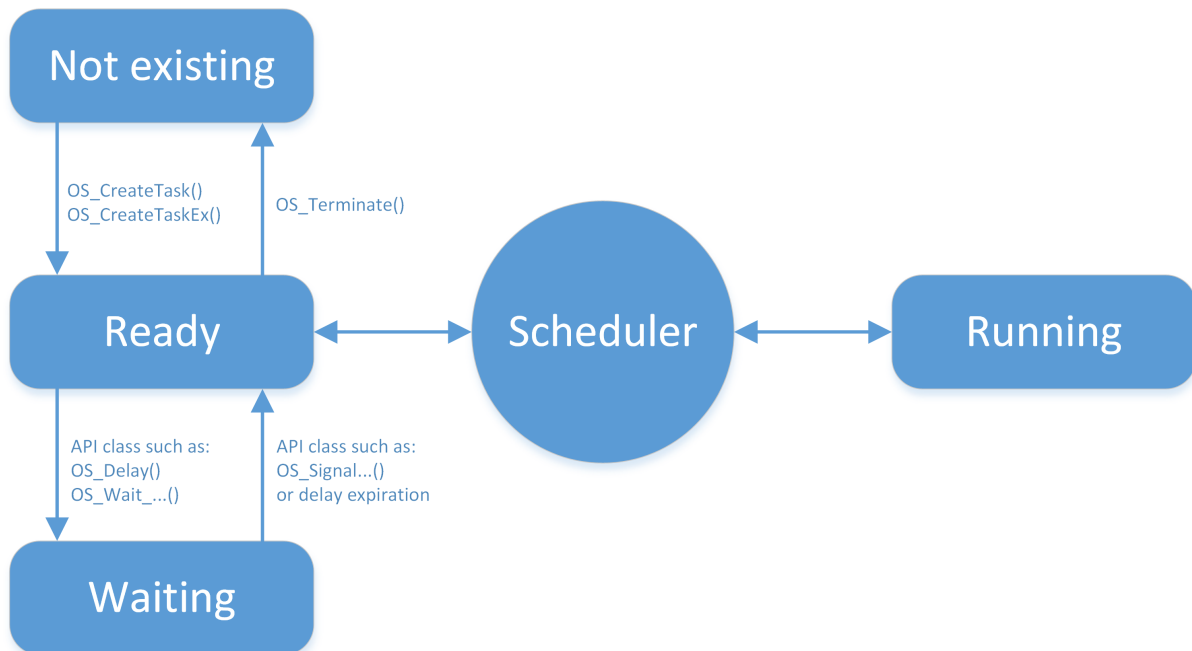 Not existing
OS_CreateTask()
OS_CreateTaskEx()
OS_Terminate()
Ready
Scheduler
Running
API class such as:
OS_Delay()
OS_Wait_...()
API class such as:
OS_Signal...()
or delay expiration
Waiting